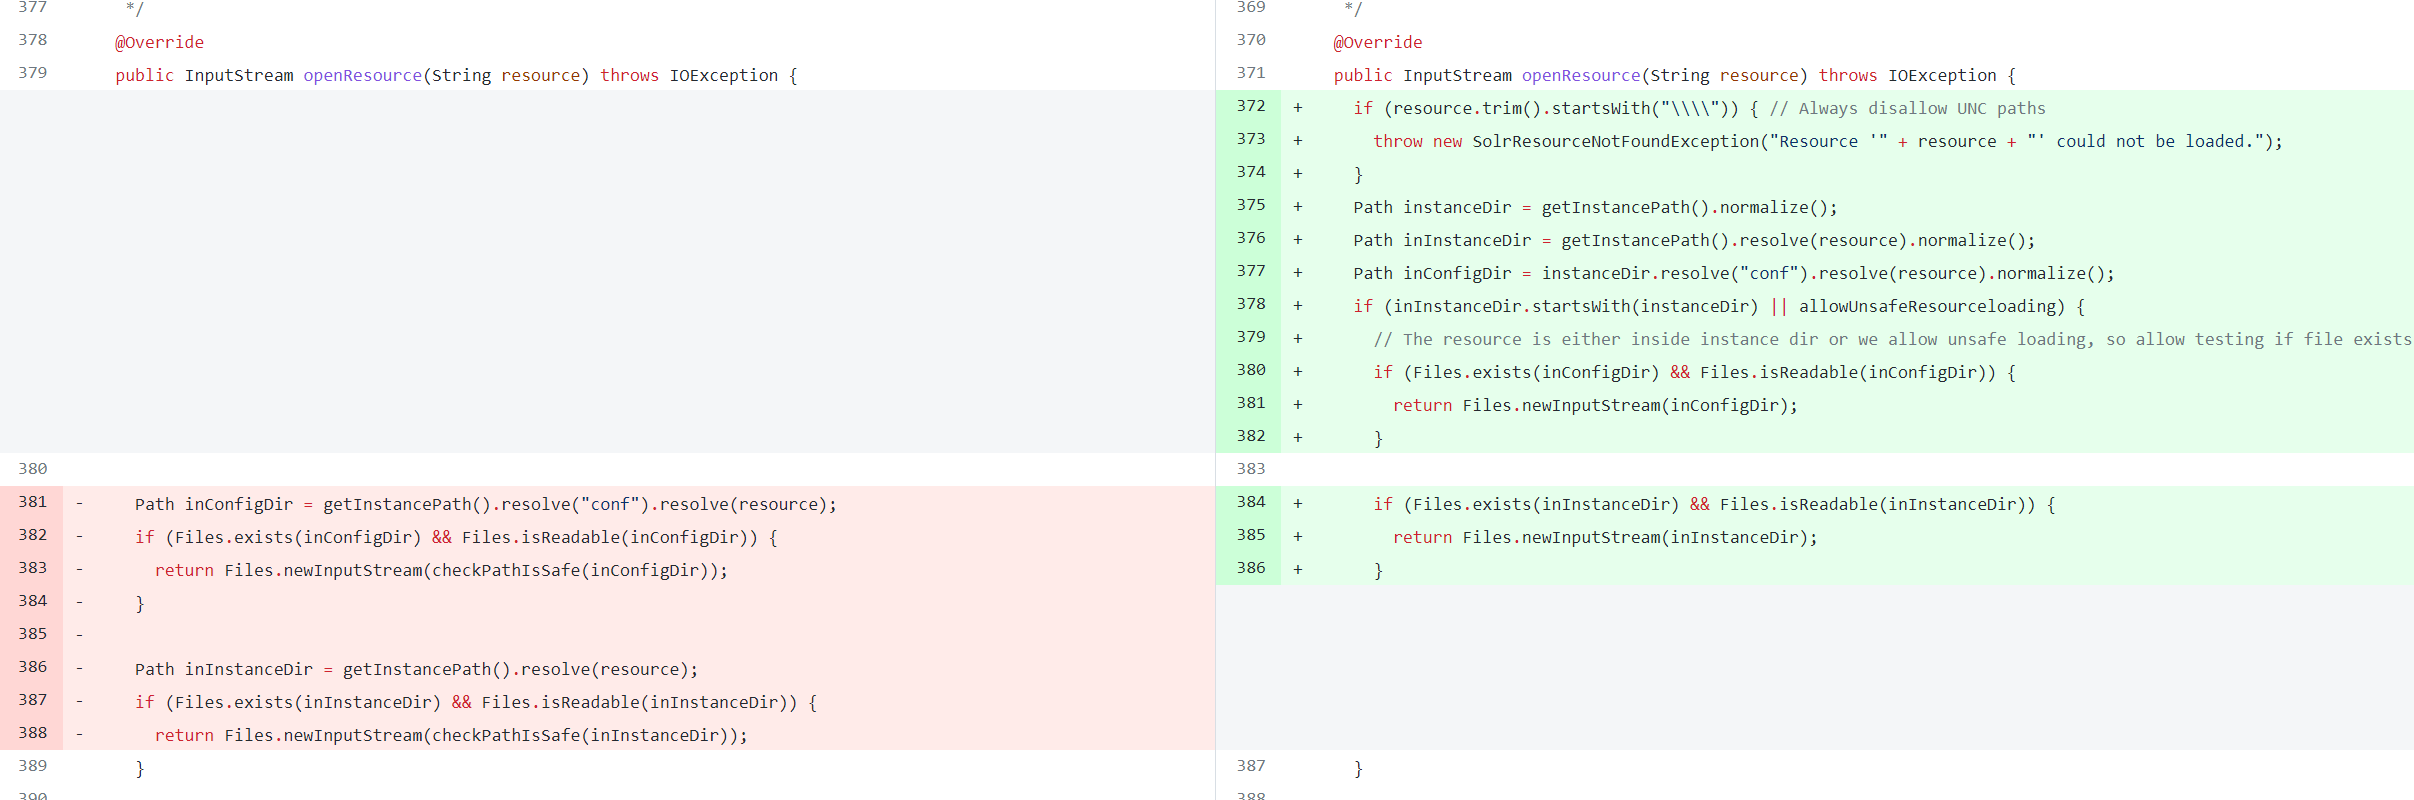 377 */
378 @Override
379 public InputStream openResource(String resource) throws IOException {
380
381 - Path inConfigDir = getInstancePath().resolve("conf").resolve(resource);
382 - if (Files.exists(inConfigDir) && Files.isReadable(inConfigDir)) {
383 - return Files.newInputStream(checkPathIsSafe(inConfigDir));
384 - }
385 -
386 - Path inInstanceDir = getInstancePath().resolve(resource);
387 - if (Files.exists(inInstanceDir) && Files.isReadable(inInstanceDir)) {
388 - return Files.newInputStream(checkPathIsSafe(inInstanceDir));
389 }
390
369 */
370 @Override
371 public InputStream openResource(String resource) throws IOException {
372 + if (resource.trim().startsWith("\\\\")) { // Always disallow UNC paths
373 + throw new SolrResourceNotFoundException("Resource '" + resource + "' could not be loaded.");
374 + }
375 + Path instanceDir = getInstancePath().normalize();
376 + Path inInstanceDir = getInstancePath().resolve(resource).normalize();
377 + Path inConfigDir = instanceDir.resolve("conf").resolve(resource).normalize();
378 + if (inInstanceDir.startsWith(instanceDir) || allowUnsafeResourceloading) {
379 + // The resource is either inside instance dir or we allow unsafe loading, so allow testing if file exists
380 + if (Files.exists(inConfigDir) && Files.isReadable(inConfigDir)) {
381 + return Files.newInputStream(inConfigDir);
382 + }
383
384 + if (Files.exists(inInstanceDir) && Files.isReadable(inInstanceDir)) {
385 + return Files.newInputStream(inInstanceDir);
386 + }
387 }
388